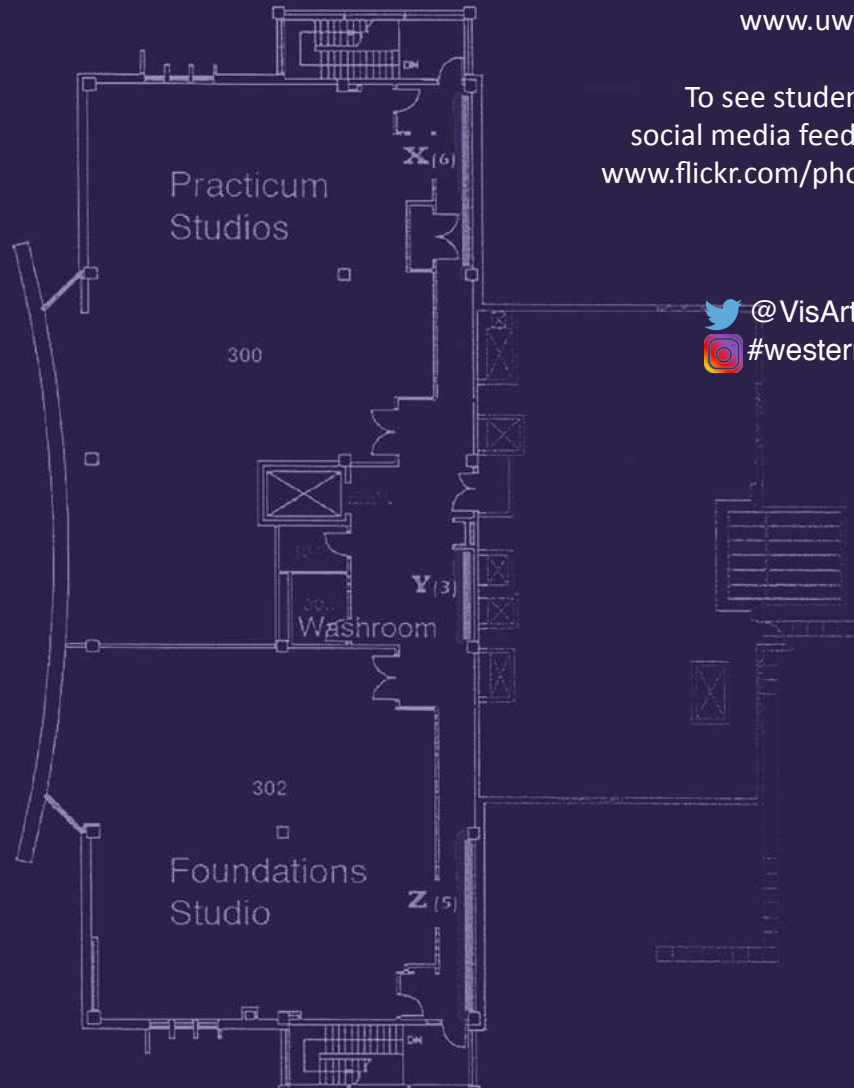 www.uw
To see studen
social media feed
www.flickr.com/pho
@VisArt
#western
DN
X (6)
Practicum
Studios
300
Y (3)
Washroom
302
Foundations
Studio
Z (5)
DN